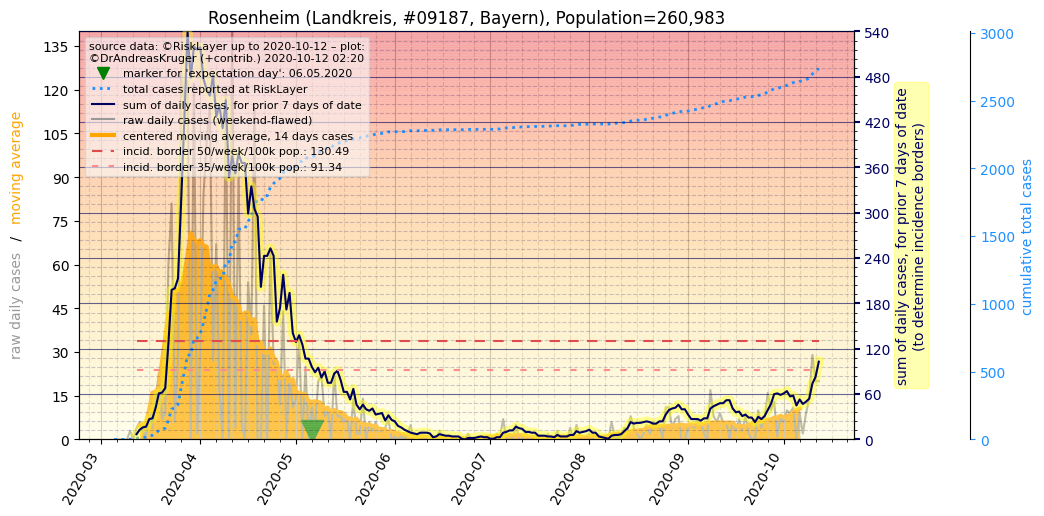 Rosenheim (Landkreis, #09187, Bayern), Population=260,983
source data: ©RiskLayer up to 2020-10-12 – plot:
©DrAndreasKruger (+contrib.) 2020-10-12 02:20
marker for 'expectation day': 06.05.2020
total cases reported at RiskLayer
sum of daily cases, for prior 7 days of date
raw daily cases (weekend-flawed)
centered moving average, 14 days cases
incid. border 50/week/100k pop.: 130.49
incid. border 35/week/100k pop.: 91.34
raw daily cases / moving average
135
120
105
90
75
60
45
30
15
0
540
480
420
360
300
240
180
120
60
0
sum of daily cases, for prior 7 days of date
(to determine incidence borders)
3000
2500
2000
1500
1000
500
0
cumulative total cases
2020-03
2020-04
2020-05
2020-06
2020-07
2020-08
2020-09
2020-10